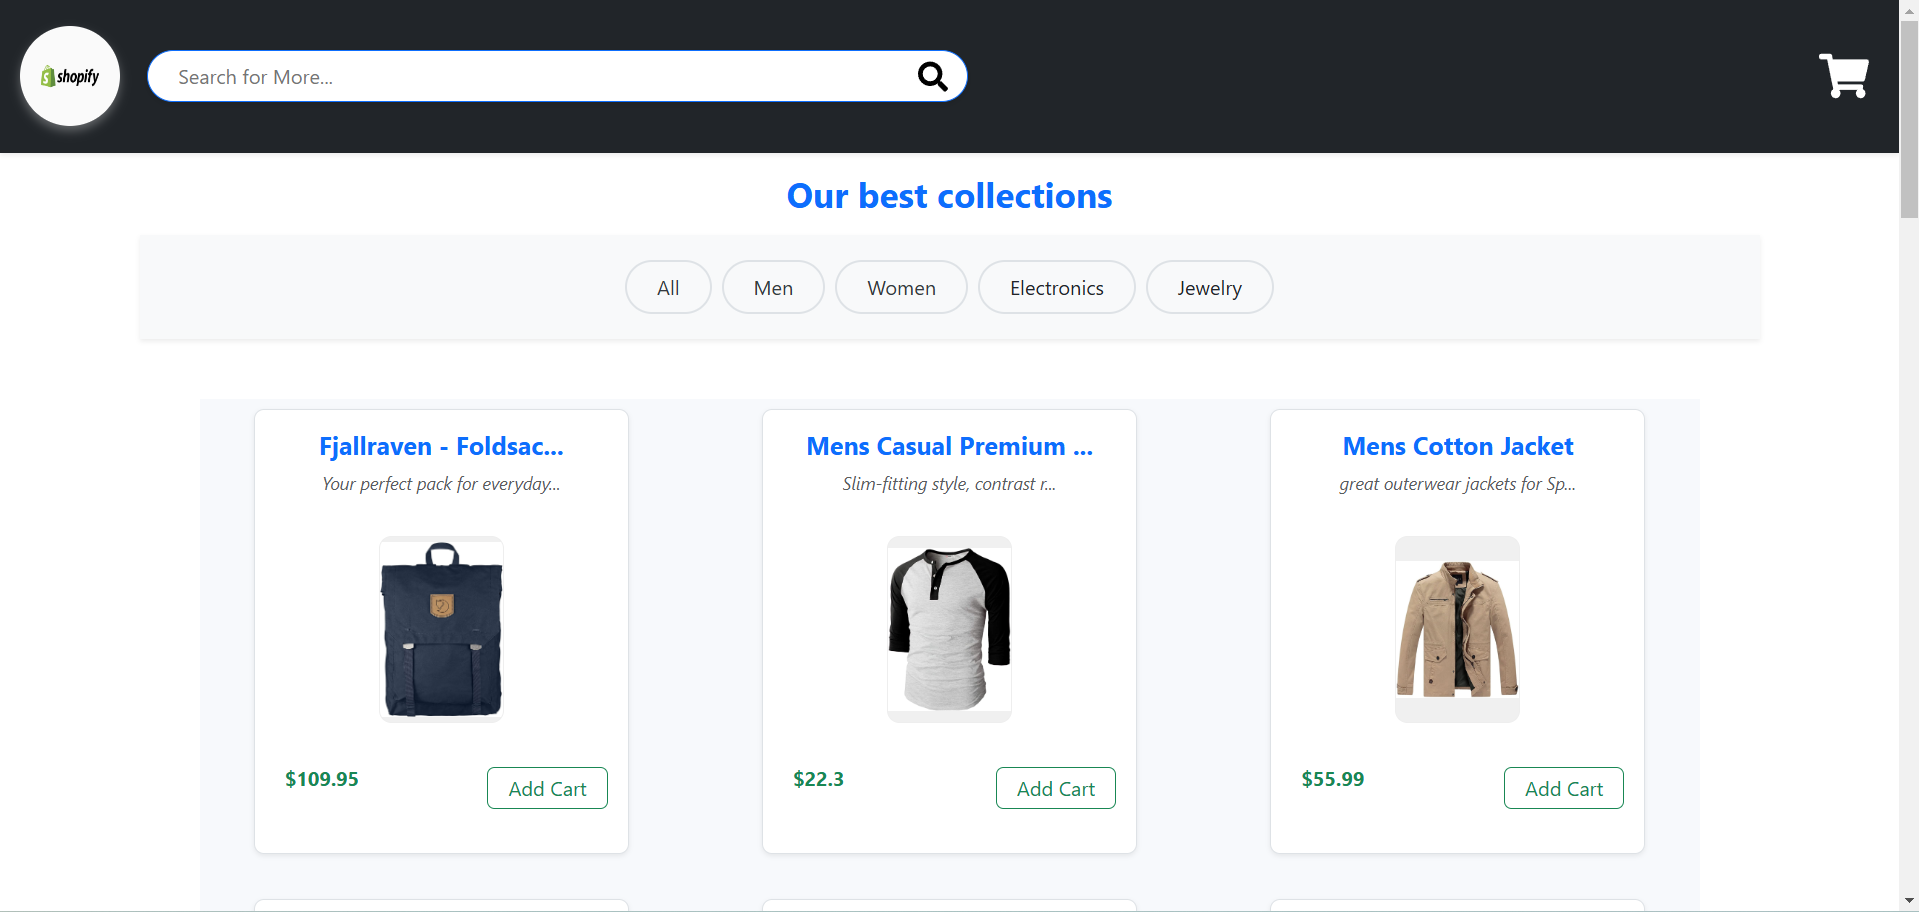 shopify
Search for More...
Our best collections
All
Men
Women
Electronics
Jewelry
Fjallraven - Foldsac...
Your perfect pack for everyday...
$109.95
Add Cart
Mens Casual Premium ...
Slim-fitting style, contrast r...
$22.3
Add Cart
Mens Cotton Jacket
great outerwear jackets for Sp...
$55.99
Add Cart